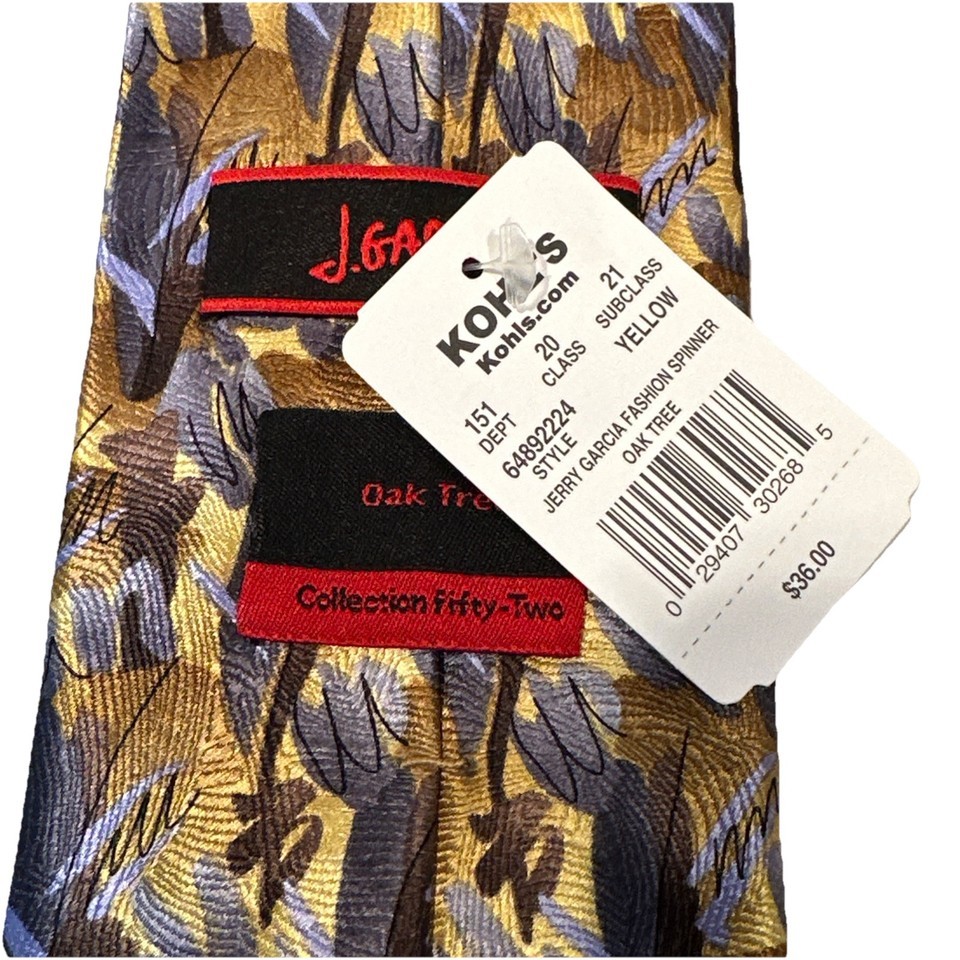 J.GA
KOHL'S
Kohls.com
20 21
CLASS SUBCLASS
151
DEPT
64892224 YELLOW
STYLE
JERRY GARCIA FASHION SPINNER
OAK TREE
0 29407 30268 5
$36.00
Oak Tre
Collection Fifty-Two